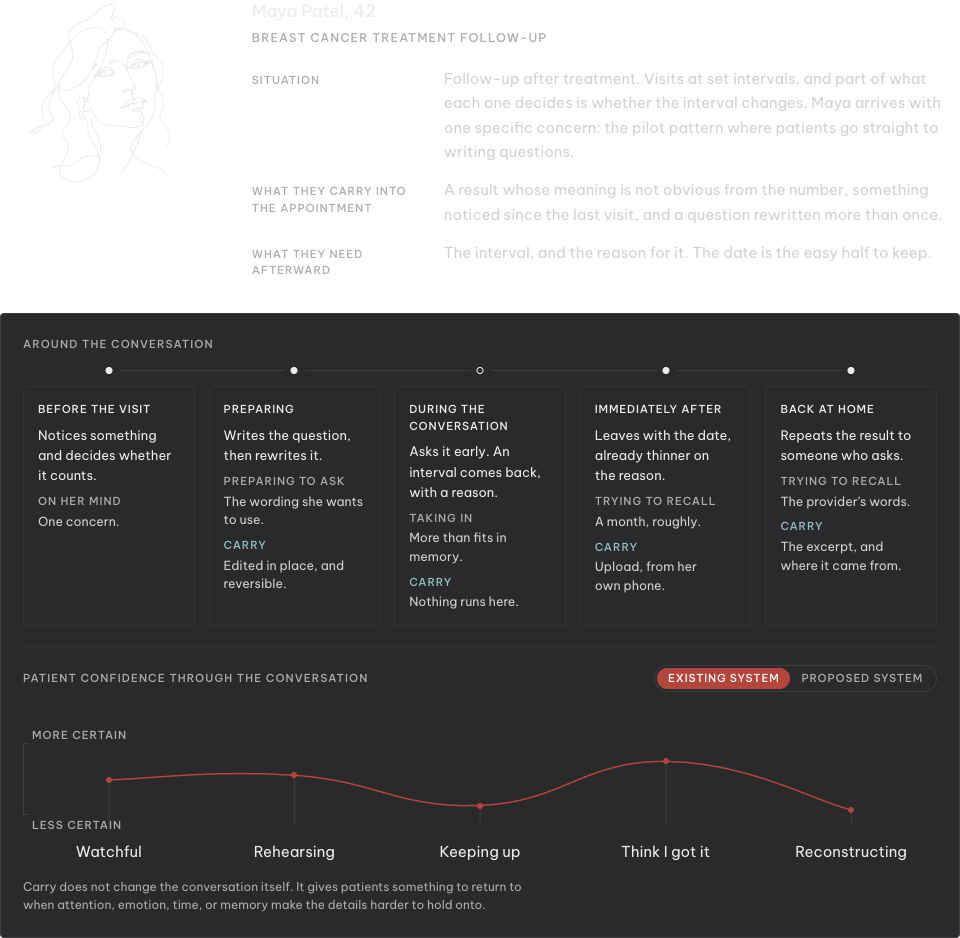 Maya Patel, 42
BREAST CANCER TREATMENT FOLLOW-UP
SITUATION
Follow-up after treatment. Visits at set intervals, and part of what
each one decides is whether the interval changes. Maya arrives with
one specific concern: the pilot pattern where patients go straight to
writing questions.
WHAT THEY CARRY INTO
THE APPOINTMENT
A result whose meaning is not obvious from the number, something
noticed since the last visit, and a question rewritten more than once.
WHAT THEY NEED
AFTERWARD
The interval, and the reason for it. The date is the easy half to keep.
AROUND THE CONVERSATION
BEFORE THE VISIT
Notices something
and decides whether
it counts.
ON HER MIND
One concern.
PREPARING
Writes the question,
then rewrites it.
PREPARING TO ASK
The wording she wants
to use.
CARRY
Edited in place, and
reversible.
DURING THE
CONVERSATION
Asks it early. An
interval comes back,
with a reason.
TAKING IN
More than fits in
memory.
CARRY
Nothing runs here.
IMMEDIATELY AFTER
Leaves with the date,
already thinner on
the reason.
TRYING TO RECALL
A month, roughly.
CARRY
Upload, from her
own phone.
BACK AT HOME
Repeats the result to
someone who asks.
TRYING TO RECALL
The provider's words.
CARRY
The excerpt, and
where it came from.
PATIENT CONFIDENCE THROUGH THE CONVERSATION
EXISTING SYSTEM
PROPOSED SYSTEM
MORE CERTAIN
LESS CERTAIN
Watchful
Rehearsing
Keeping up
Think I got it
Reconstructing
Carry does not change the conversation itself. It gives patients something to return to
when attention, emotion, time, or memory make the details harder to hold onto.